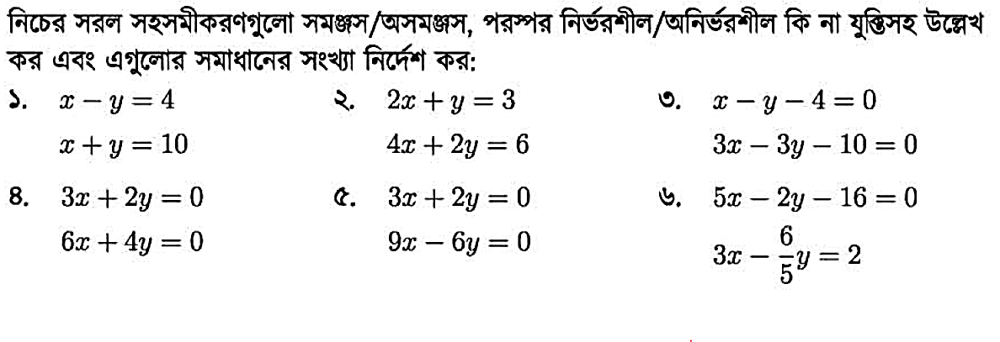 নিচের সরল সহসমীকরণগুলো সমঞ্জস/অসমঞ্জস, পরস্পর নির্ভরশীল/অনির্ভরশীল কি না যুক্তিসহ উল্লেখ
কর এবং এগুলোর সমাধানের সংখ্যা নির্দেশ কর:
১. x − y = 4 ২. 2x + y = 3 ৩. x − y − 4 = 0
x + y = 10 4x + 2y = 6 3x − 3y − 10 = 0
৪. 3x + 2y = 0 ৫. 3x + 2y = 0 ৬. 5x − 2y − 16 = 0
6x + 4y = 0 9x − 6y = 0 3x − 6/5 y = 2